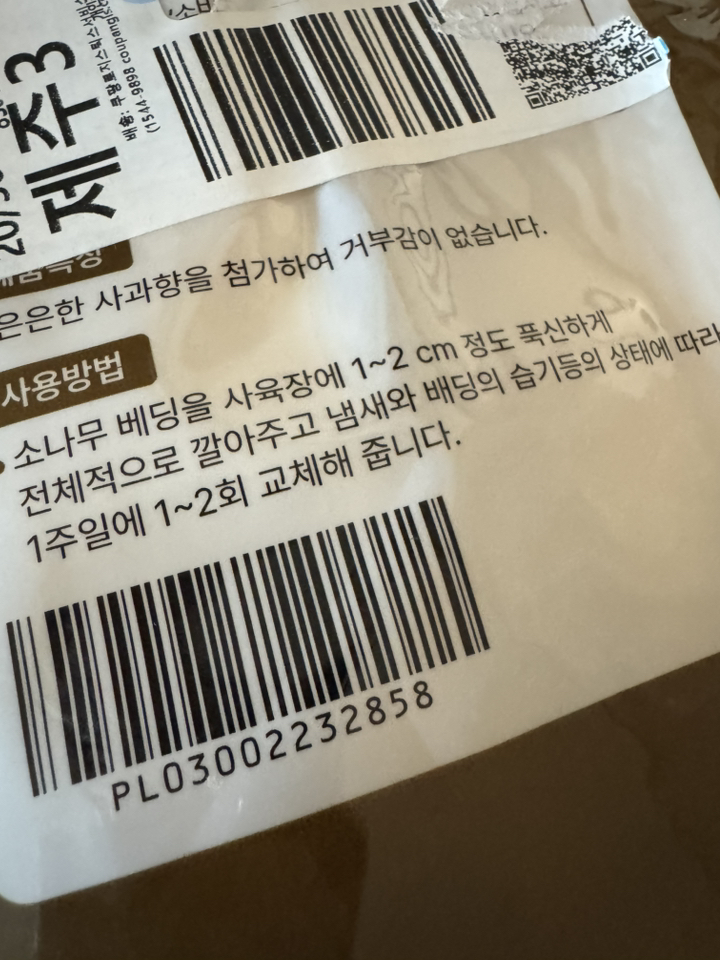 제주3
배송: 쿠팡로지스틱스서비스
(1544-9898 coupangl
은은한 사과향을 첨가하여 거부감이 없습니다.
사용방법
소나무 베딩을 사육장에 1~2 cm 정도 푹신하게
전체적으로 깔아주고 냄새와 배딩의 습기등의 상태에 따라
1주일에 1~2회 교체해 줍니다.
PL03002232858